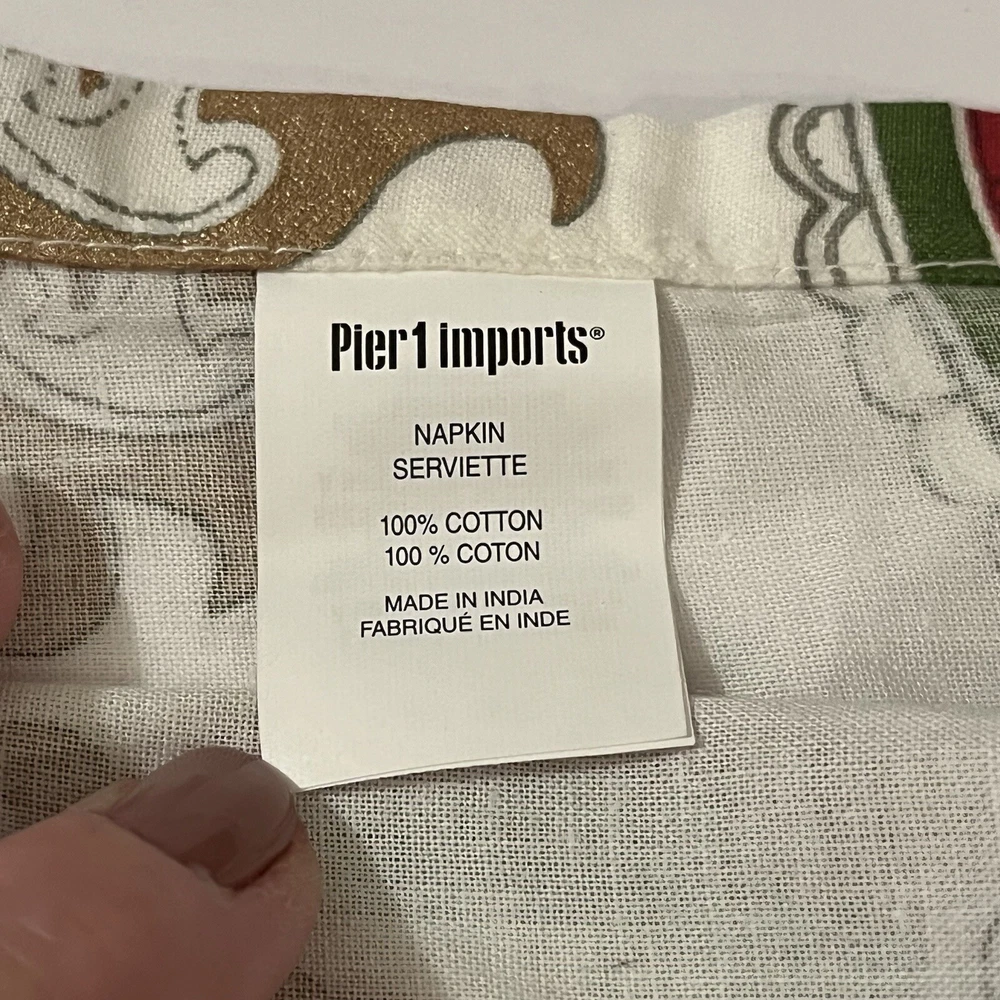 Pier1 imports®
NAPKIN
SERVIETTE
100% COTTON
100 % COTON
MADE IN INDIA
FABRIQUÉ EN INDE